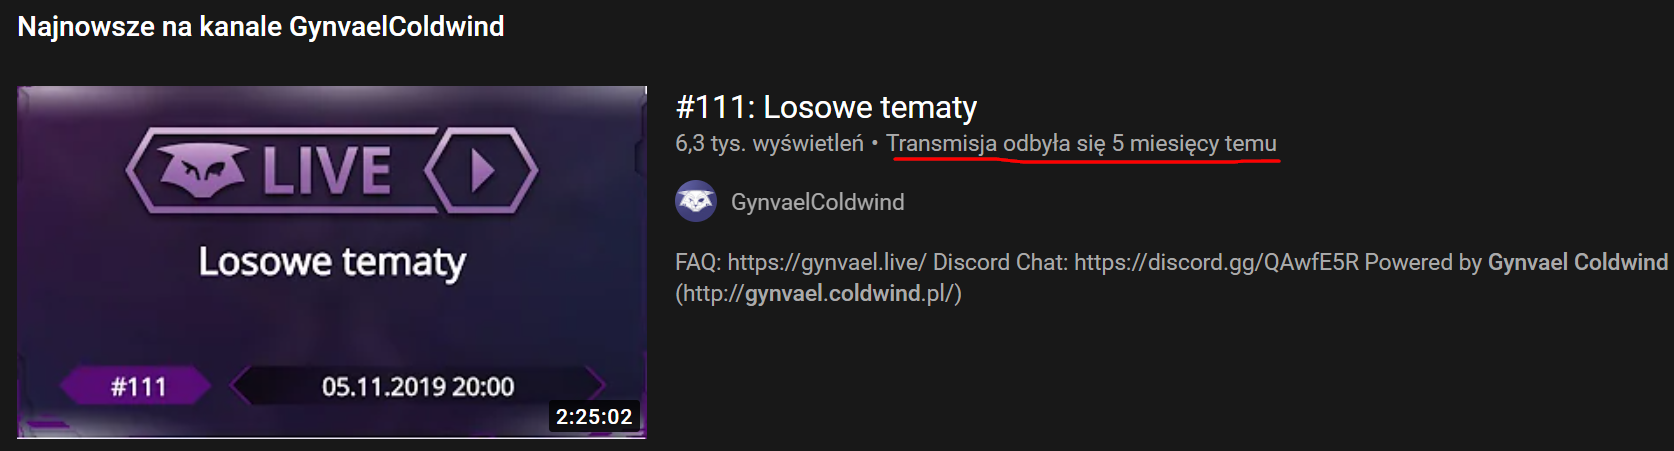 Najnowsze na kanale GynvaelColdwind
LIVE
Losowe tematy
#111
05.11.2019 20:00
2:25:02
#111: Losowe tematy
6,3 tys. wyświetleń • Transmisja odbyła się 5 miesięcy temu
GynvaelColdwind
FAQ: https://gynvael.live/ Discord Chat: https://discord.gg/QAwfE5R Powered by Gynvael Coldwind
(http://gynvael.coldwind.pl/)